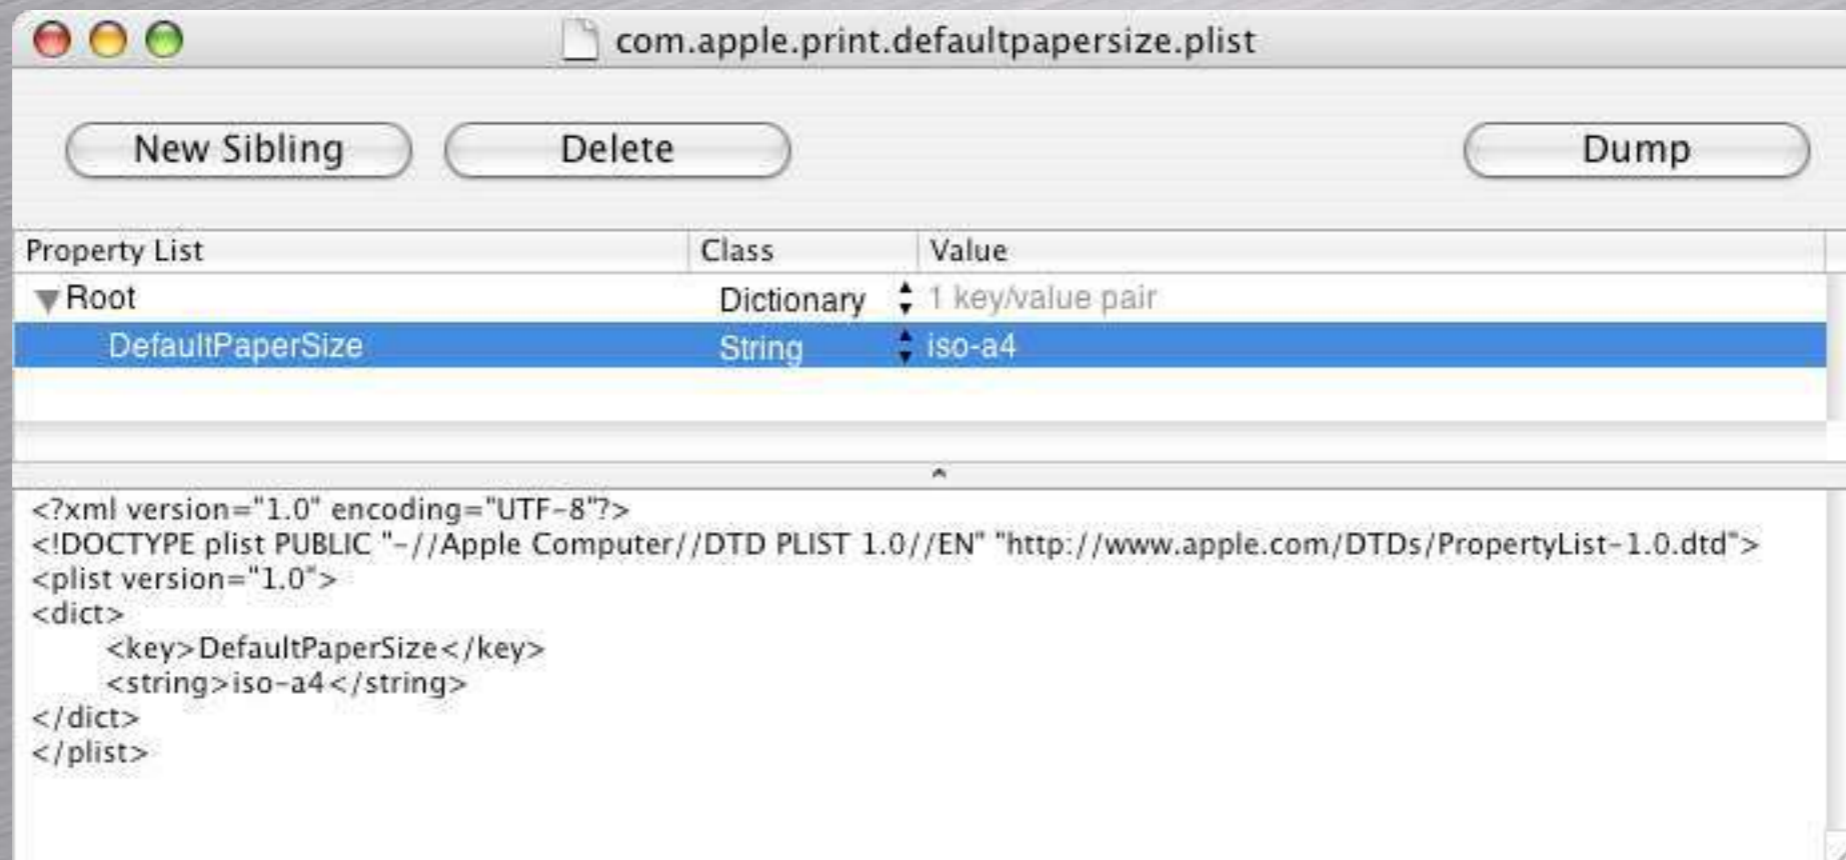 com.apple.print.defaultpapersize.plist
New Sibling Delete Dump
Property List Class Value
Root Dictionary 1 key/value pair
DefaultPaperSize String iso-a4
<?xml version="1.0" encoding="UTF-8"?>
<!DOCTYPE plist PUBLIC "-//Apple Computer//DTD PLIST 1.0//EN" "http://www.apple.com/DTDs/PropertyList-1.0.dtd">
<plist version="1.0">
<dict>
<key>DefaultPaperSize</key>
<string>iso-a4</string>
</dict>
</plist>